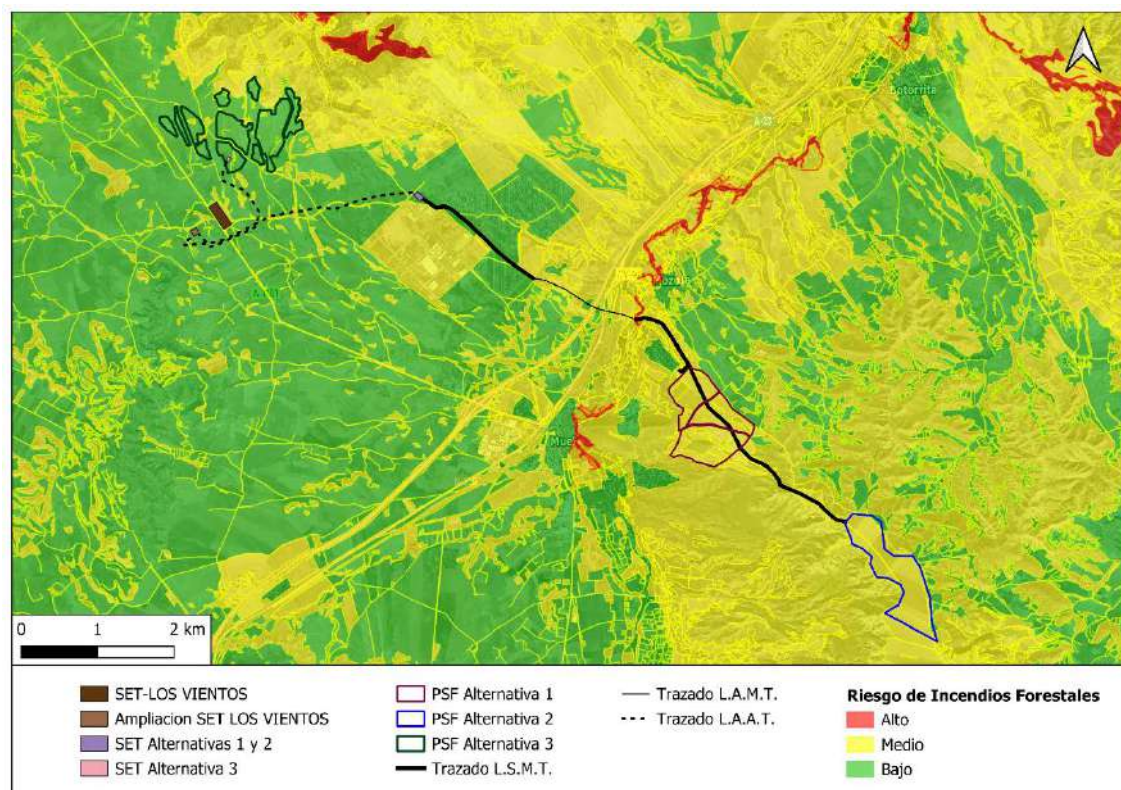 Botorrita
A-23
Mozota
Muel
0 1 2 km
SET-LOS VIENTOS
Ampliacion SET LOS VIENTOS
SET Alternativas 1 y 2
SET Alternativa 3
PSF Alternativa 1
PSF Alternativa 2
PSF Alternativa 3
Trazado L.S.M.T.
Trazado L.A.M.T.
Trazado L.A.A.T.
Riesgo de Incendios Forestales
Alto
Medio
Bajo